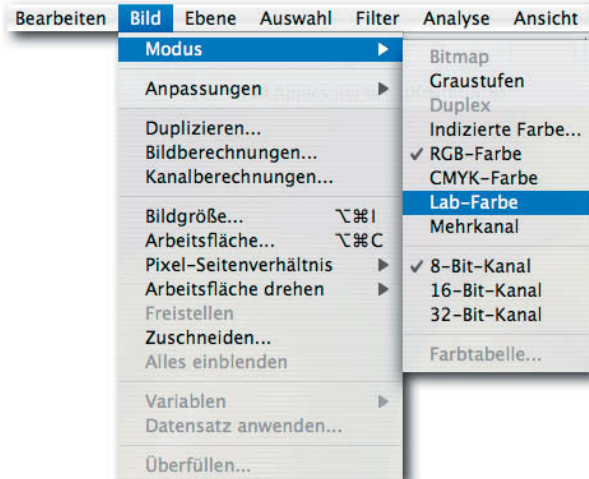 Bearbeiten Bild Ebene Auswahl Filter Analyse Ansicht
Modus
Anpassungen
Duplizieren...
Bildberechnungen...
Kanalberechnungen...
Bildgröße... ⌥⌘I
Arbeitsfläche... ⌥⌘C
Pixel-Seitenverhältnis
Arbeitsfläche drehen
Freistellen
Zuschneiden...
Alles einblenden
Variablen
Datensatz anwenden...
Überfüllen...
Bitmap
Graustufen
Duplex
Indizierte Farbe...
✓ RGB-Farbe
CMYK-Farbe
Lab-Farbe
Mehrkanal
✓ 8-Bit-Kanal
16-Bit-Kanal
32-Bit-Kanal
Farbtabelle...